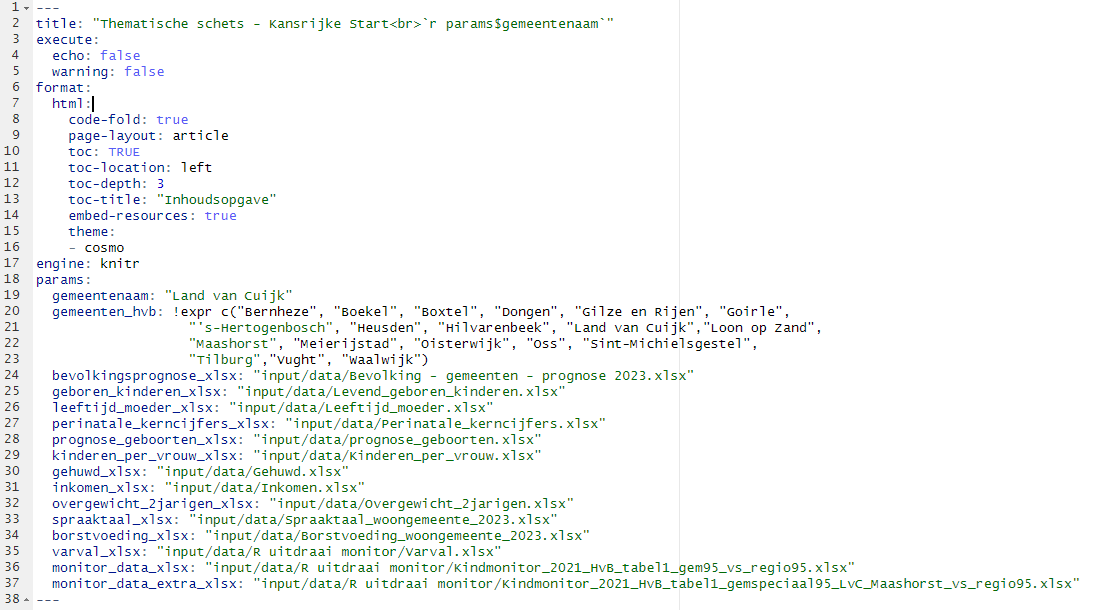 1 ---
2 title: "Thematische schets - Kansrijke Start<br>`r params$gemeentenaam`"
3 execute:
4   echo: false
5   warning: false
6 format:
7   html:
8     code-fold: true
9     page-layout: article
10     toc: TRUE
11     toc-location: left
12     toc-depth: 3
13     toc-title: "Inhoudsopgave"
14     embed-resources: true
15     theme:
16     - cosmo
17 engine: knitr
18 params:
19   gemeentenaam: "Land van Cuijk"
20   gemeenten_hvb: !expr c("Bernheze", "Boekel", "Boxtel", "Dongen", "Gilze en Rijen", "Goirle",
21                    "'s-Hertogenbosch", "Heusden", "Hilvarenbeek", "Land van Cuijk","Loon op Zand",
22                    "Maashorst", "Meierijstad", "Oisterwijk", "Oss", "Sint-Michielsgestel",
23                    "Tilburg","Vught", "Waalwijk")
24   bevolkingsprognose_xlsx: "input/data/Bevolking - gemeenten - prognose 2023.xlsx"
25   geboren_kinderen_xlsx: "input/data/Levend_geboren_kinderen.xlsx"
26   leeftijd_moeder_xlsx: "input/data/Leeftijd_moeder.xlsx"
27   perinatale_kerncijfers_xlsx: "input/data/Perinatale_kerncijfers.xlsx"
28   prognose_geboorten_xlsx: "input/data/prognose_geboorten.xlsx"
29   kinderen_per_vrouw_xlsx: "input/data/Kinderen_per_vrouw.xlsx"
30   gehuwd_xlsx: "input/data/Gehuwd.xlsx"
31   inkomen_xlsx: "input/data/Inkomen.xlsx"
32   overgewicht_2jarigen_xlsx: "input/data/Overgewicht_2jarigen.xlsx"
33   spraaktaal_xlsx: "input/data/Spraaktaal_woongemeente_2023.xlsx"
34   borstvoeding_xlsx: "input/data/Borstvoeding_woongemeente_2023.xlsx"
35   varval_xlsx: "input/data/R uitdraai monitor/Varval.xlsx"
36   monitor_data_xlsx: "input/data/R uitdraai monitor/Kindmonitor_2021_HvB_tabel1_gem95_vs_regio95.xlsx"
37   monitor_data_extra_xlsx: "input/data/R uitdraai monitor/Kindmonitor_2021_HvB_tabel1_gemspeciaal95_LvC_Maashorst_vs_regio95.xlsx"
38 ---